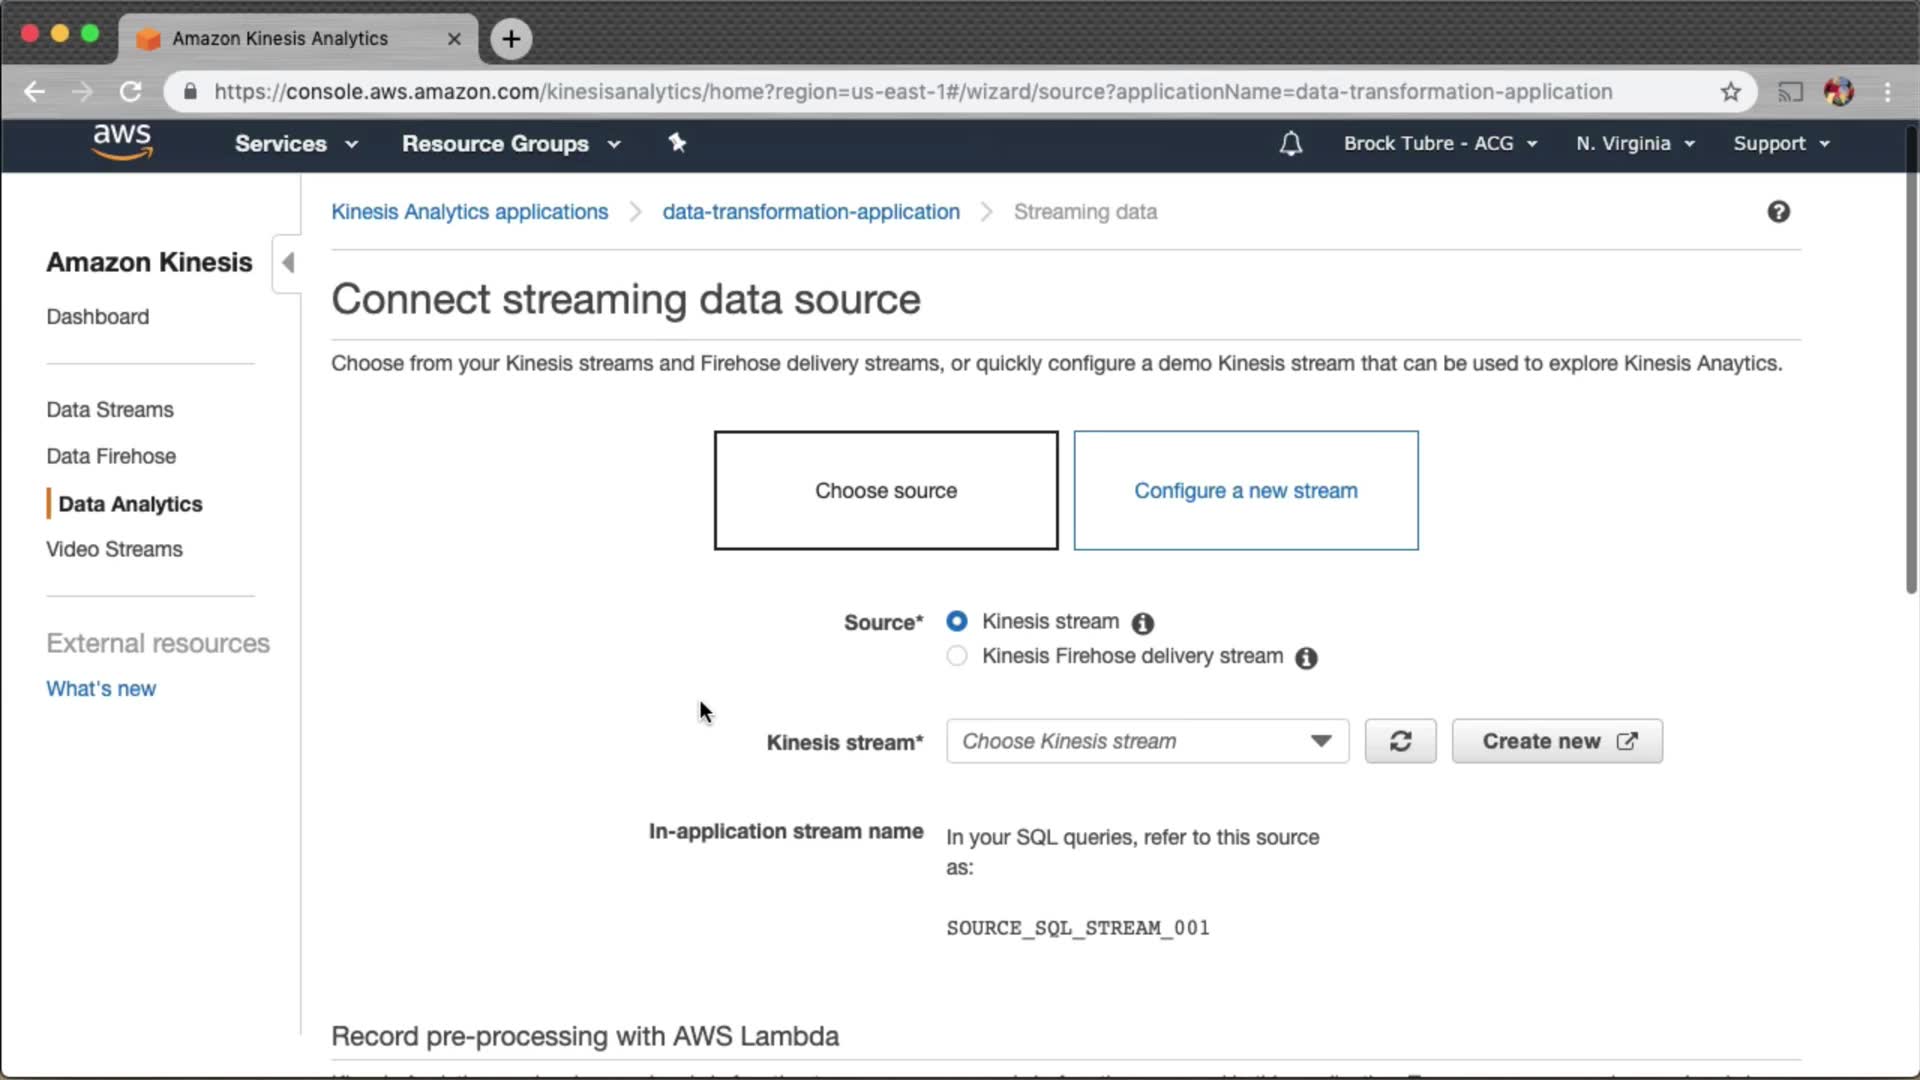 Amazon Kinesis Analytics
https://console.aws.amazon.com/kinesisanalytics/home?region=us-east-1#/wizard/source?applicationName=data-transformation-application
aws Services Resource Groups Brock Tubre - ACG N. Virginia Support
Kinesis Analytics applications data-transformation-application Streaming data
Amazon Kinesis
Dashboard
Data Streams
Data Firehose
Data Analytics
Video Streams
External resources
What's new
Connect streaming data source
Choose from your Kinesis streams and Firehose delivery streams, or quickly configure a demo Kinesis stream that can be used to explore Kinesis Anaytics.
Choose source Configure a new stream
Source* Kinesis stream
Kinesis Firehose delivery stream
Kinesis stream* Choose Kinesis stream Create new
In-application stream name In your SQL queries, refer to this source
as:
SOURCE_SQL_STREAM_001
Record pre-processing with AWS Lambda